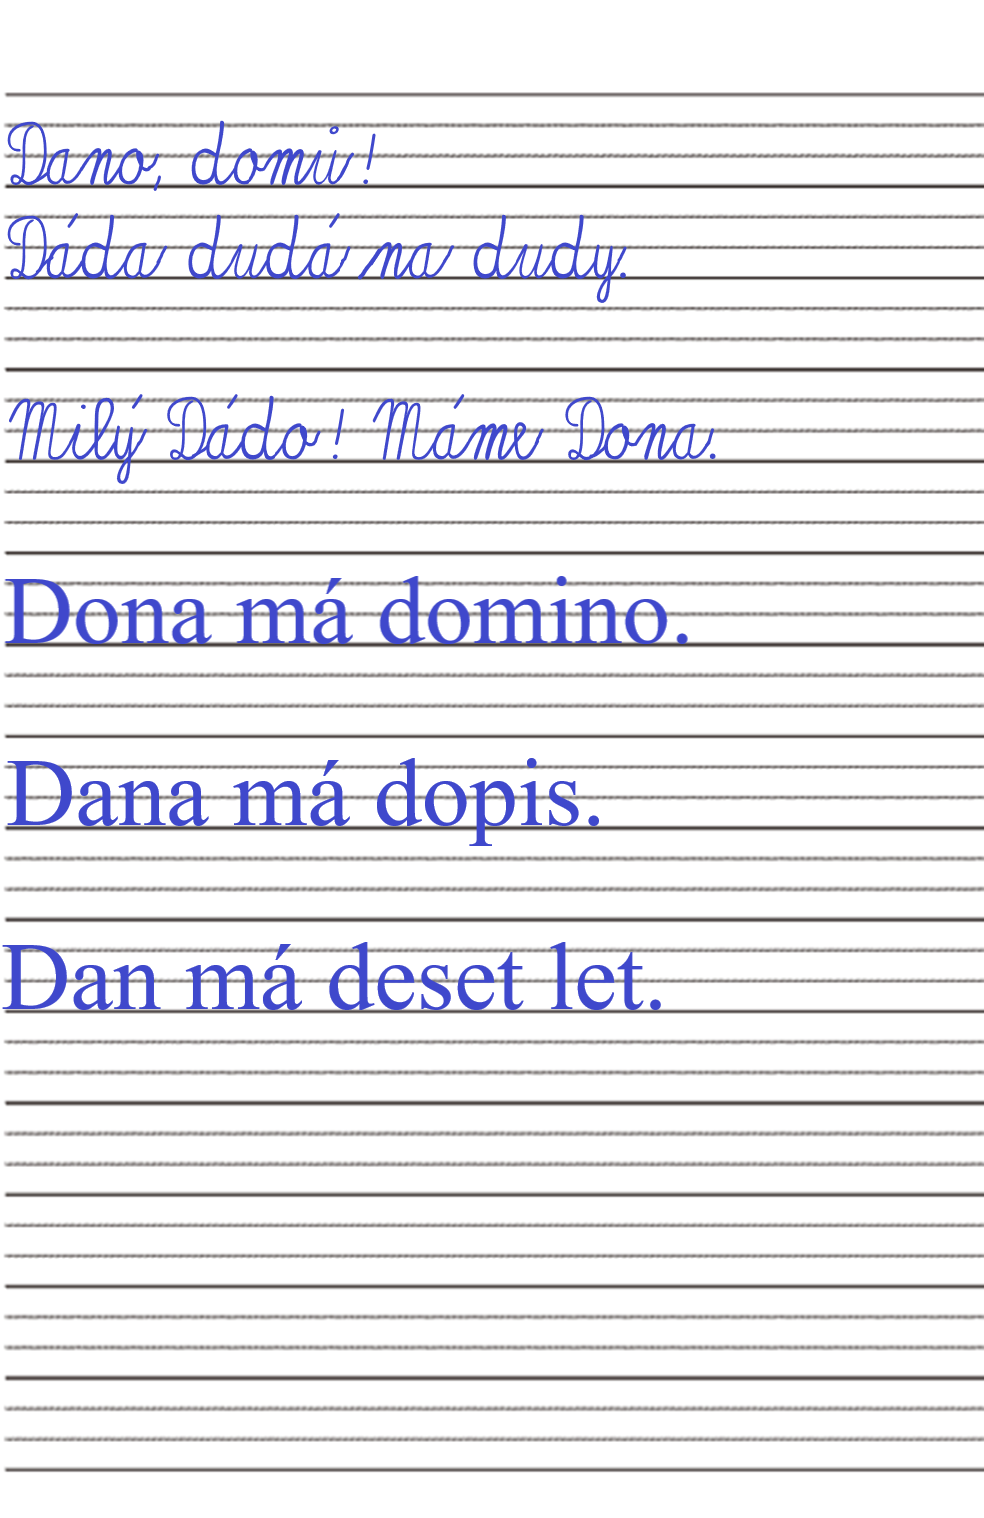 Dano, domů!
Dáda dudá na dudy.
Milý Dádo! Máme Dona.
Dona má domino.
Dana má dopis.
Dan má deset let.